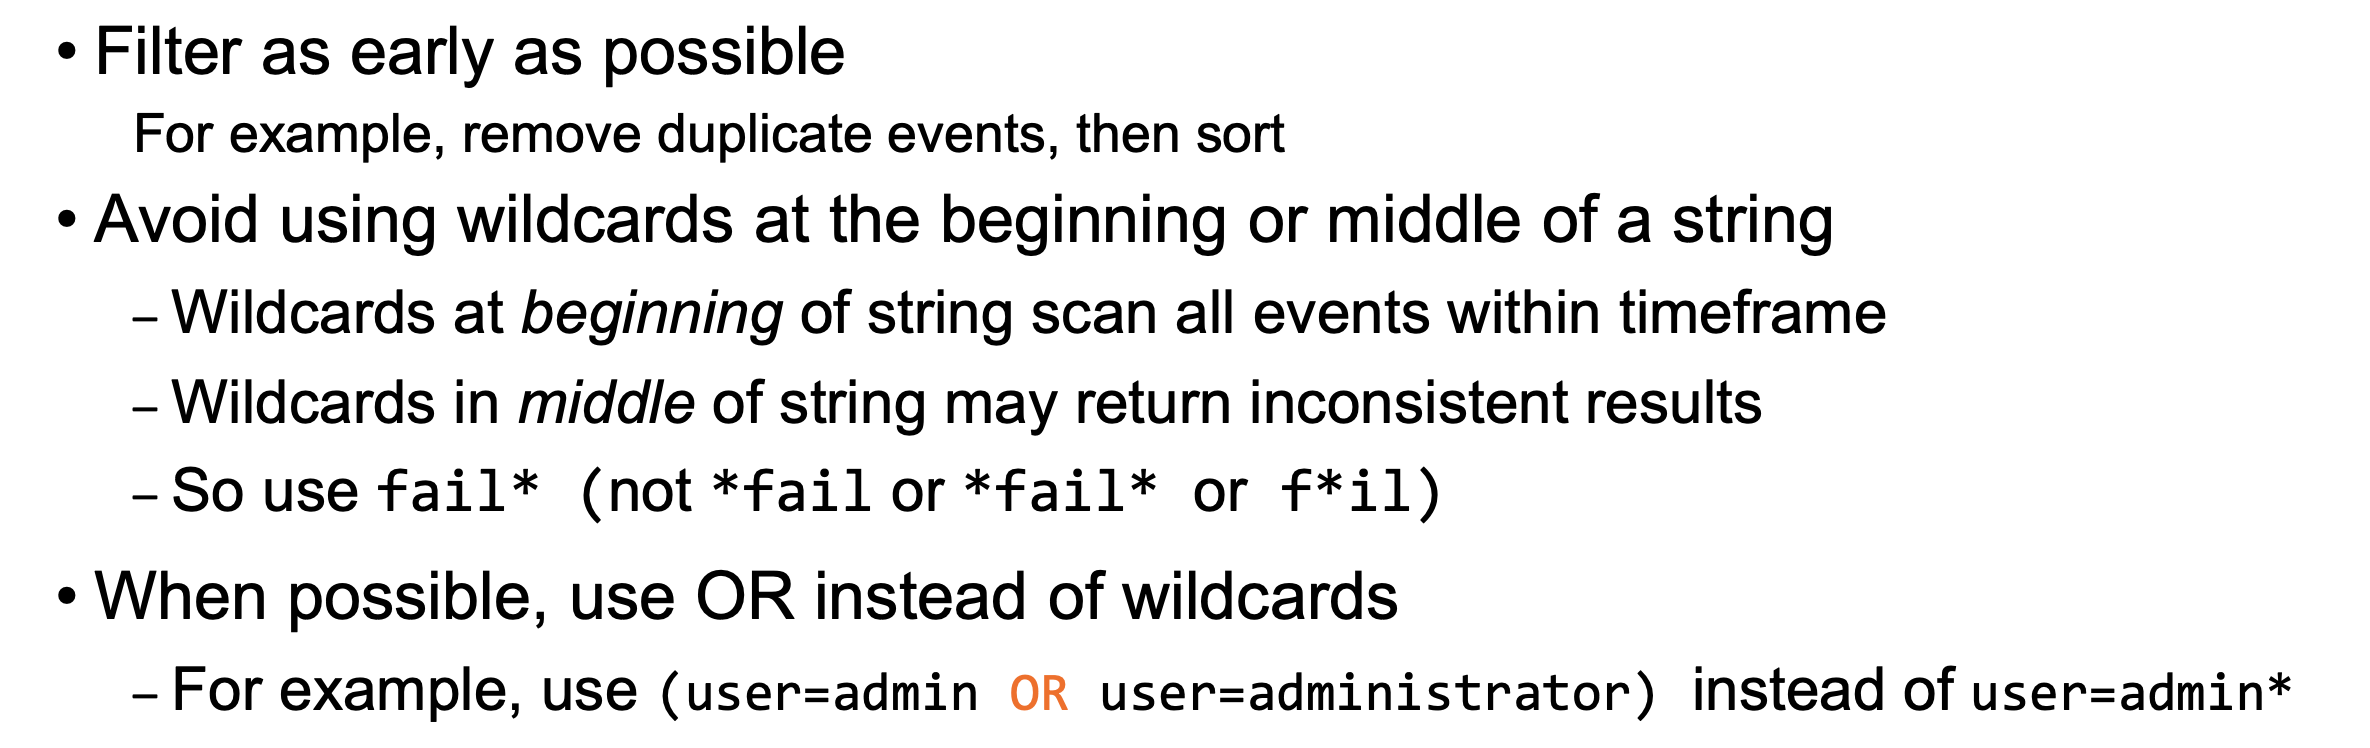 • Filter as early as possible
For example, remove duplicate events, then sort
• Avoid using wildcards at the beginning or middle of a string
– Wildcards at beginning of string scan all events within timeframe
– Wildcards in middle of string may return inconsistent results
– So use fail* (not *fail or *fail* or f*il)
• When possible, use OR instead of wildcards
– For example, use (user=admin OR user=administrator) instead of user=admin*